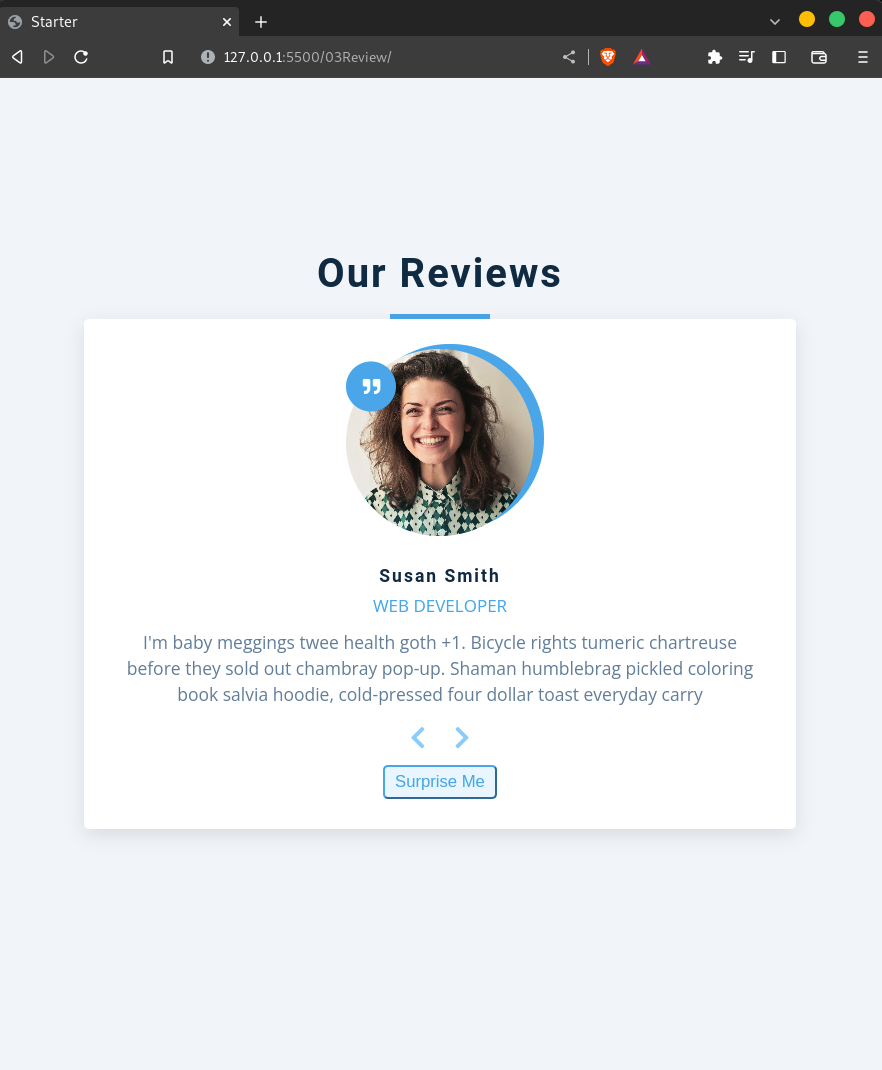 Starter
127.0.0.1:5500/03Review/
Our Reviews
Susan Smith
WEB DEVELOPER
I'm baby meggings twee health goth +1. Bicycle rights tumeric chartreuse
before they sold out chambray pop-up. Shaman humblebrag pickled coloring
book salvia hoodie, cold-pressed four dollar toast everyday carry
Surprise Me